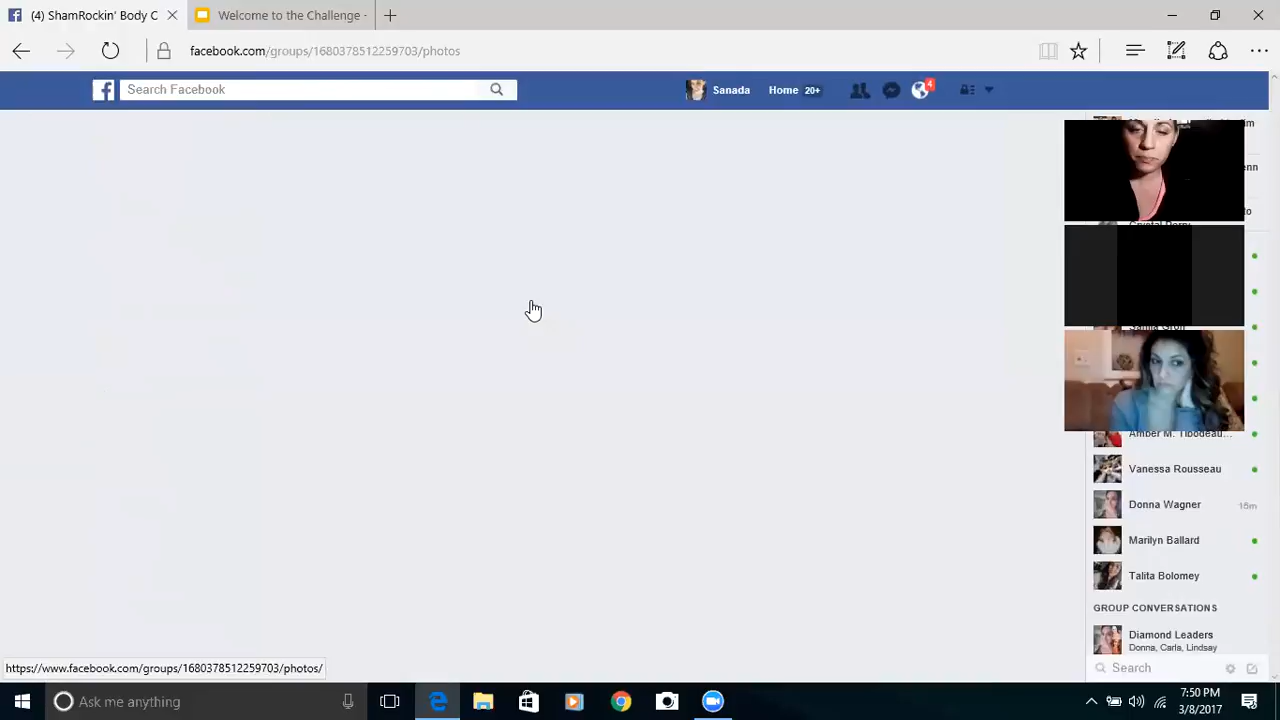 (4) ShamRockin' Body C
Welcome to the Challenge -
facebook.com/groups/1680378512259703/photos
Search Facebook
Sanada
Home 20+
4
enn
to
Amber M. Tibodeau...
Vanessa Rousseau
Donna Wagner 15m
Marilyn Ballard
Talita Bolomey
GROUP CONVERSATIONS
Diamond Leaders
Donna, Carla, Lindsay
Search
https://www.facebook.com/groups/1680378512259703/photos/
Ask me anything
7:50 PM
3/8/2017